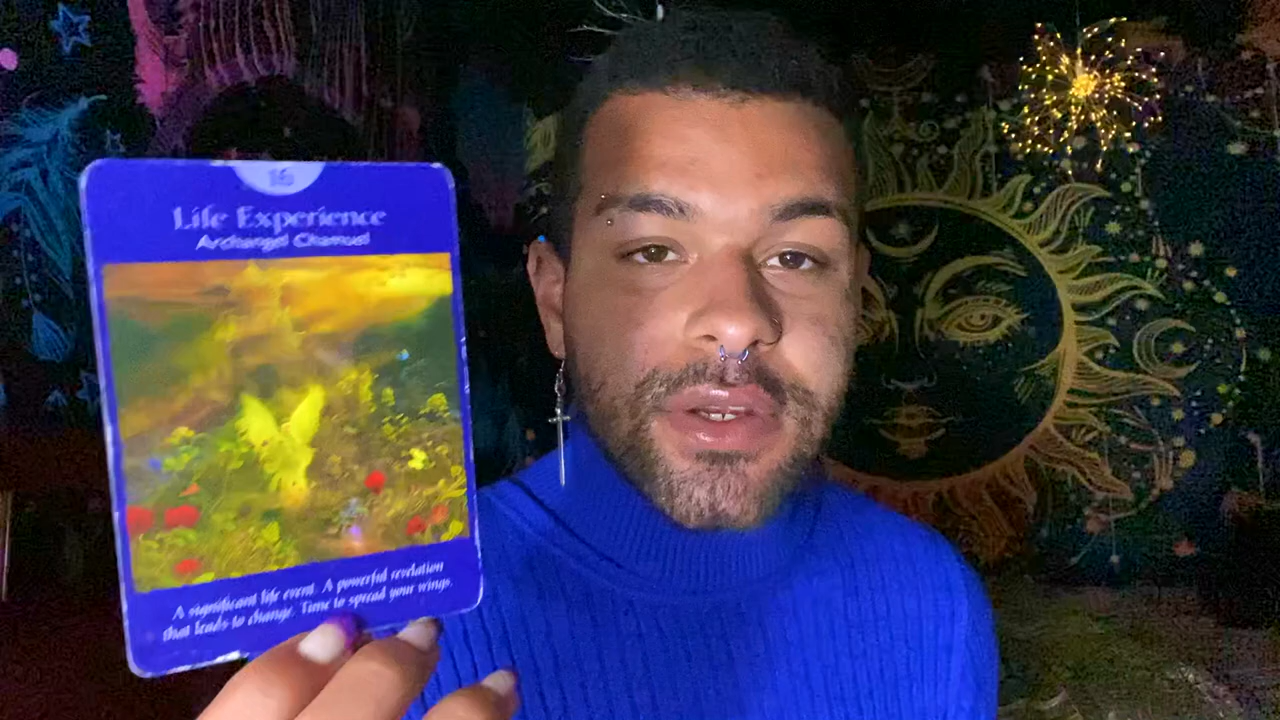 16
Life Experience
Archangel Chamuel
A significant life event. A powerful revelation
that leads to change. Time to spread your wings.